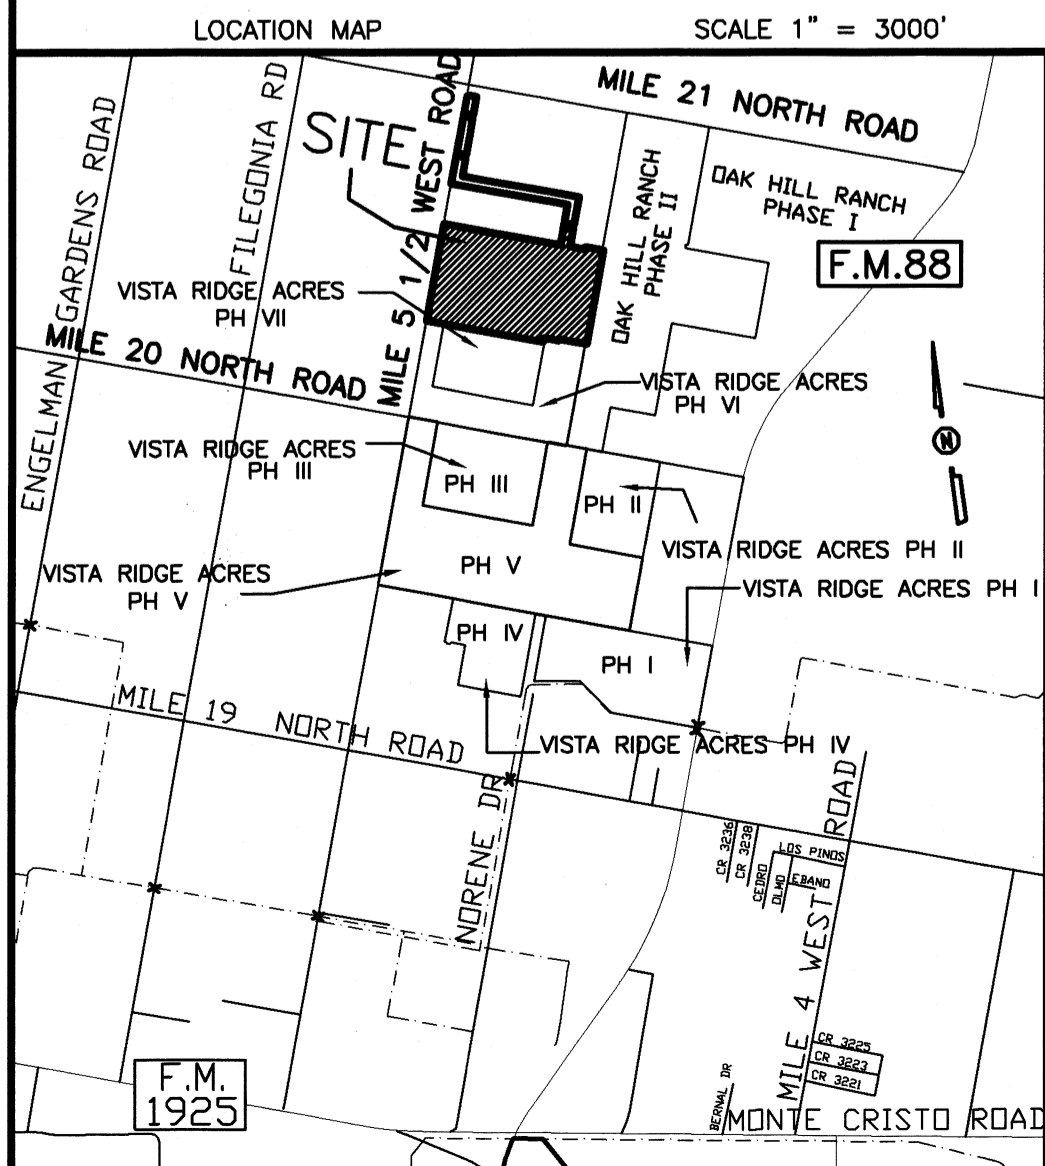 LOCATION MAP
SCALE 1" = 3000'
MILE 21 NORTH ROAD
SITE
MILE 5 1/2 WEST ROAD
ENGELMAN GARDENS ROAD
FILEGONIA RD
OAK HILL RANCH
PHASE II
OAK HILL RANCH
PHASE I
F.M.88
VISTA RIDGE ACRES
PH VII
MILE 20 NORTH ROAD
VISTA RIDGE ACRES
PH VI
N
VISTA RIDGE ACRES
PH III
PH III
PH II
VISTA RIDGE ACRES PH II
PH V
VISTA RIDGE ACRES
PH V
VISTA RIDGE ACRES PH I
PH IV
PH I
MILE 19 NORTH ROAD
VISTA RIDGE ACRES PH IV
NORENE DR
MILE 4 WEST ROAD
CR 3236
CR 3238
LOS PINOS
CEDRO
OLMO
EBANO
CR 3225
CR 3223
CR 3221
BERNAL DR
F.M.
1925
MONTE CRISTO ROAD